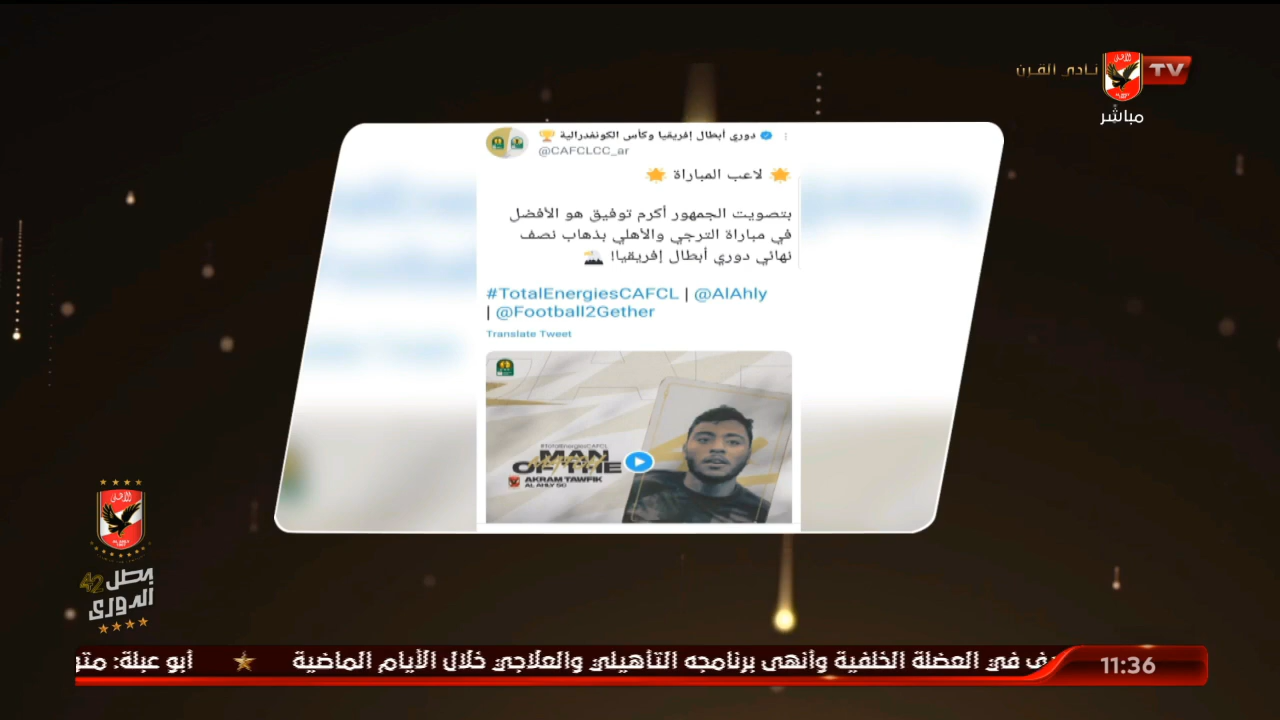 نادي القرن
TV
مباشر
دوري أبطال إفريقيا وكأس الكونفدرالية
@CAFCLCC_ar
لاعب المباراة
بتصويت الجمهور أكرم توفيق هو الأفضل
في مباراة الترجي والأهلي بذهاب نصف
نهائي دوري أبطال إفريقيا!
#TotalEnergiesCAFCL | @AlAhly
| @Football2Gether
Translate Tweet
#TotalEnergiesCAFCL
MAN
OF THE
AKRAM TAWFIK
AL AHLY SC
بطل 42
الدوري
في العضلة الخلفية وأنهى برنامجه التأهيلي والعلاجي خلال الأيام الماضية
أبو عبلة:
11:36